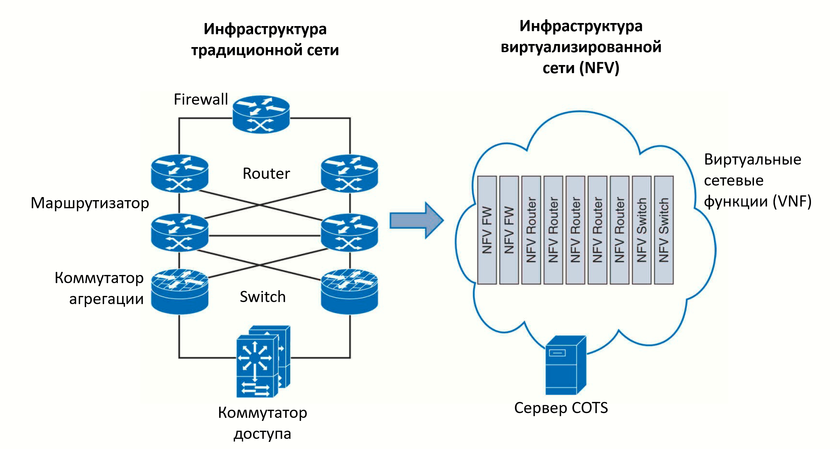 Инфраструктура
традиционной сети
Инфраструктура
виртуализированной
сети (NFV)
Firewall
Router
Маршрутизатор
Коммутатор
агрегации
Switch
Коммутатор
доступа
NFV FW
NFV FW
NFV Router
NFV Router
NFV Router
NFV Router
NFV Router
NFV Switch
NFV Switch
Виртуальные
сетевые
функции (VNF)
Сервер COTS